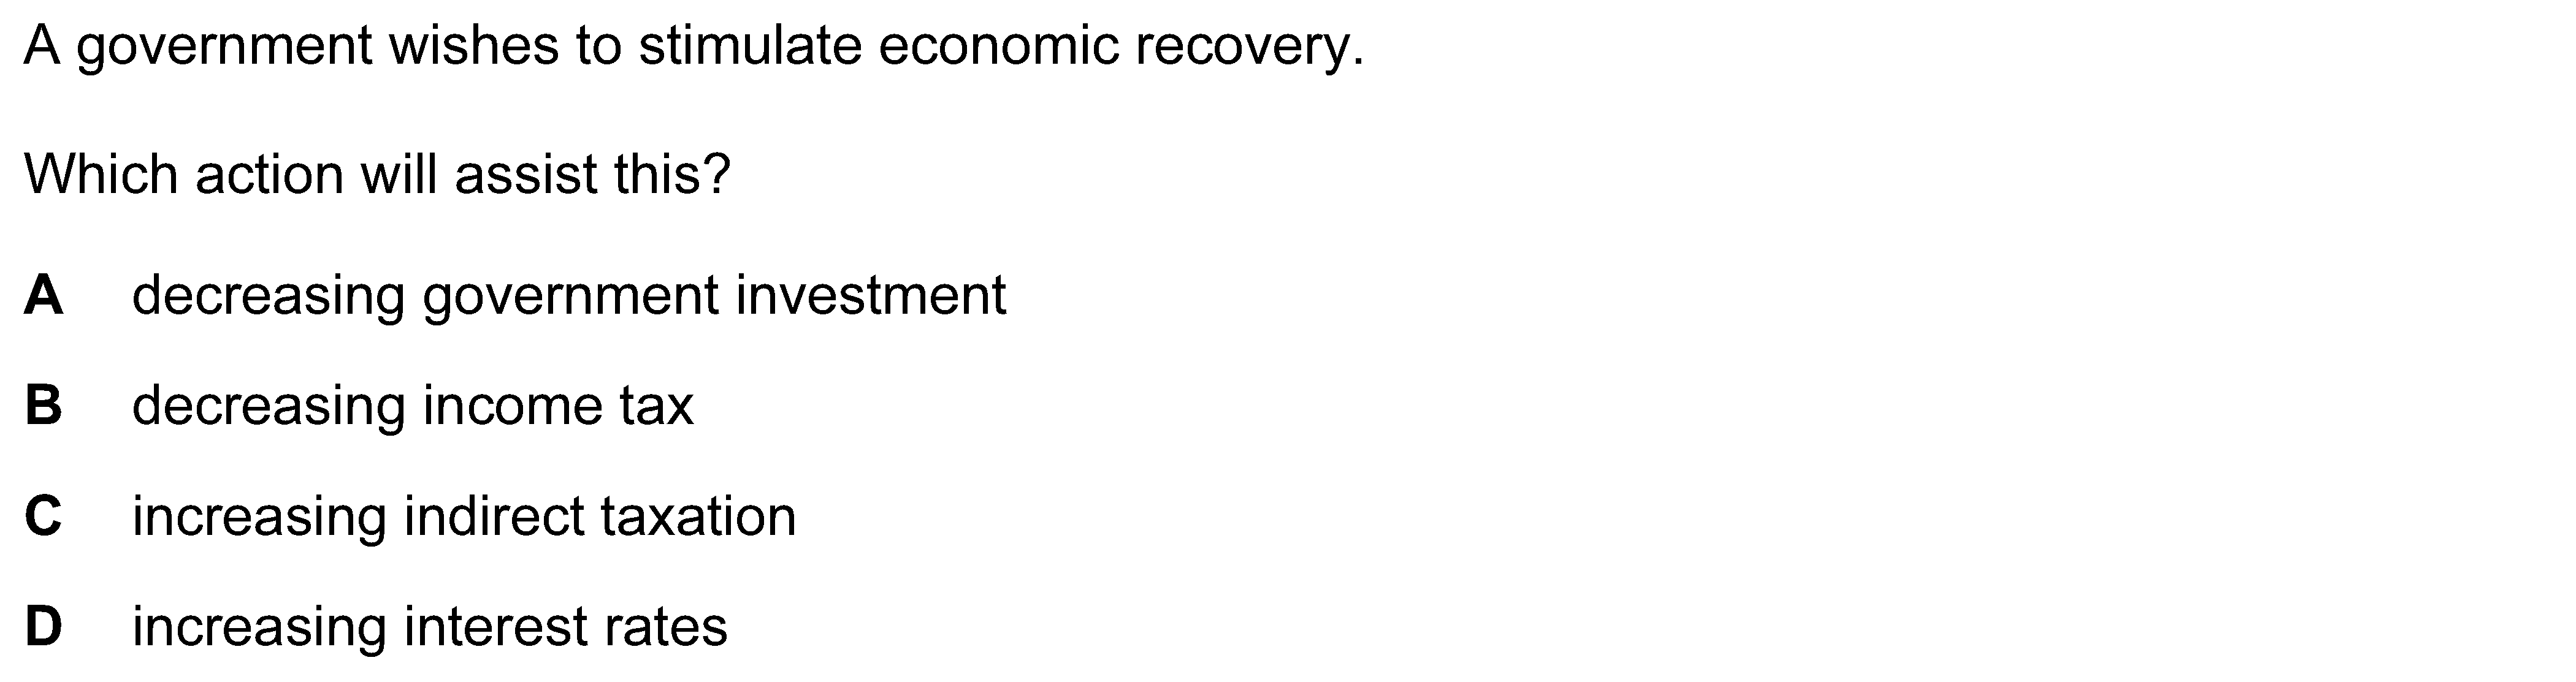 A government wishes to stimulate economic recovery.
Which action will assist this?
A decreasing government investment
B decreasing income tax
C increasing indirect taxation
D increasing interest rates